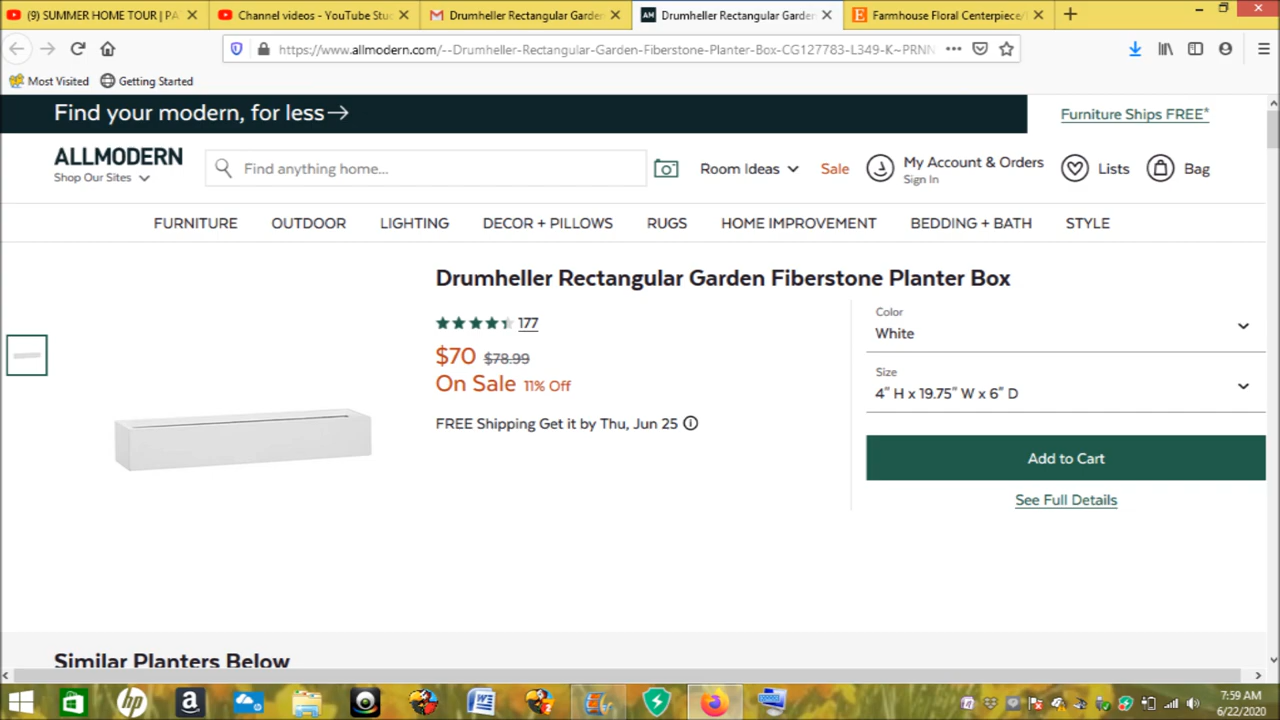 (9) SUMMER HOME TOUR | PA
Channel videos - YouTube Stu
Drumheller Rectangular Garden
Drumheller Rectangular Garden
Farmhouse Floral Centerpiece/
https://www.allmodern.com/--Drumheller-Rectangular-Garden-Fiberstone-Planter-Box-CG127783-L349-K~PRNN
Most Visited
Getting Started
Find your modern, for less→
Furniture Ships FREE*
ALLMODERN
Shop Our Sites
Find anything home...
Room Ideas
Sale
My Account & Orders
Sign In
Lists
Bag
FURNITURE OUTDOOR LIGHTING DECOR + PILLOWS RUGS HOME IMPROVEMENT BEDDING + BATH STYLE
Drumheller Rectangular Garden Fiberstone Planter Box
177
$70 $78.99
On Sale 11% Off
FREE Shipping Get it by Thu, Jun 25
Color
White
Size
4" H x 19.75" W x 6" D
Add to Cart
See Full Details
Similar Planters Below
7:59 AM
6/22/2020